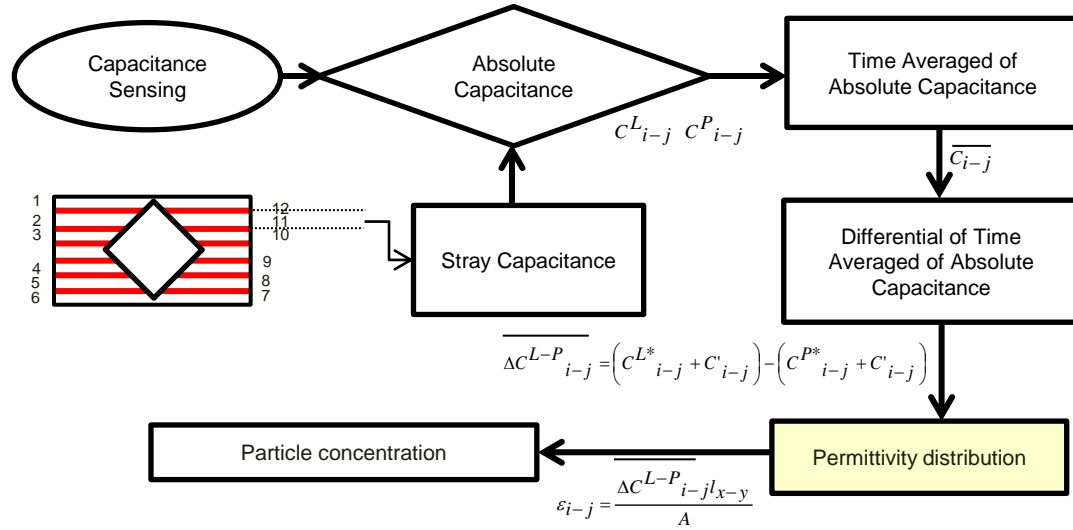 Capacitance
Sensing
Absolute
Capacitance
Time Averaged of
Absolute Capacitance
C^L_{i-j} C^P_{i-j}
\overline{C_{i-j}}
1
2
3
4
5
6
12
11
10
9
8
7
Stray Capacitance
Differential of Time
Averaged of Absolute
Capacitance
\overline{ΔC^{L-P}_{i-j}} = (C^{L*}_{i-j} + C'_{i-j}) - (C^{P*}_{i-j} + C'_{i-j})
Particle concentration
Permittivity distribution
ε_{i-j} = \frac{\overline{ΔC^{L-P}_{i-j}} l_{x-y}}{A}